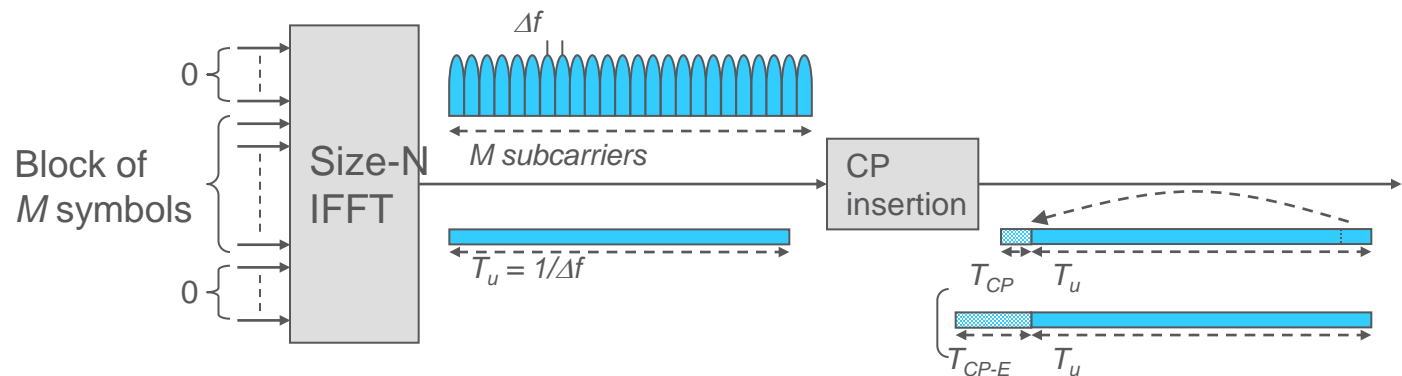 Δf
0
Block of
M symbols
0
Size-N
IFFT
M subcarriers
T_u = 1/Δf
CP
insertion
T_CP T_u
T_CP-E T_u